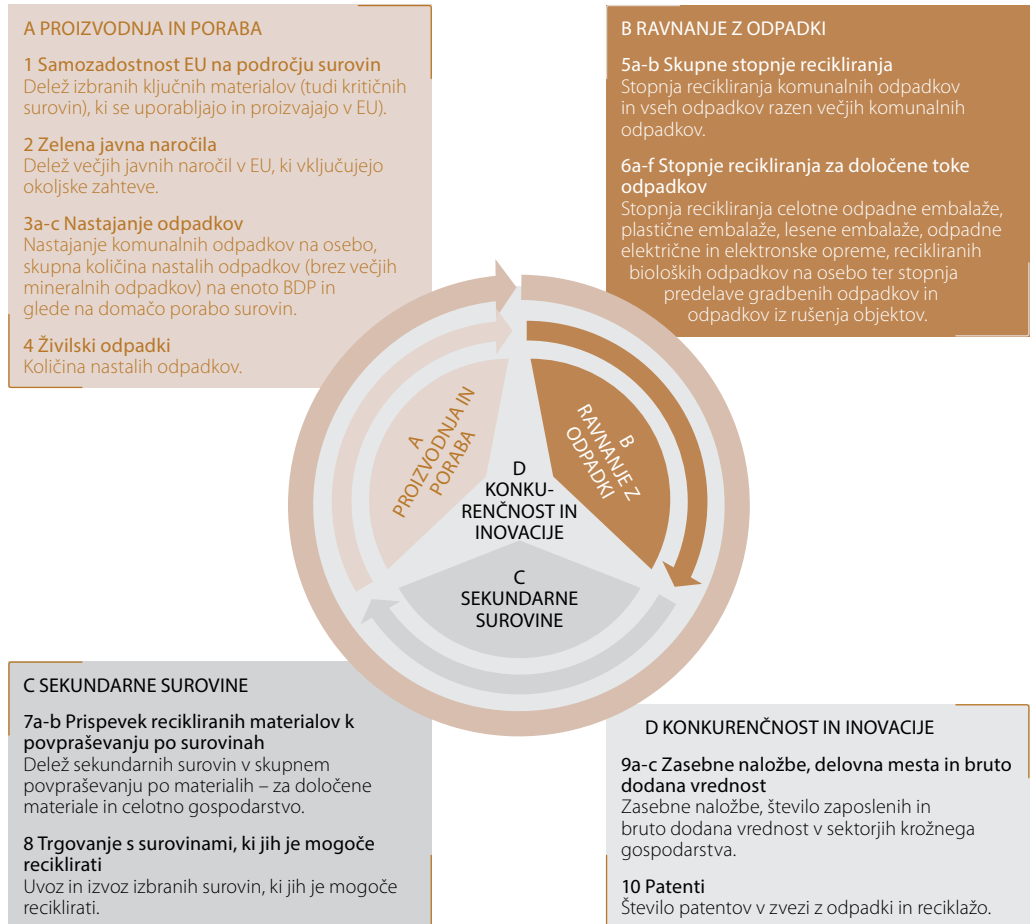 A PROIZVODNJA IN PORABA
1 Samozadostnost EU na področju surovin
Delež izbranih ključnih materialov (tudi kritičnih
surovin), ki se uporabljajo in proizvajajo v EU).
2 Zelena javna naročila
Delež večjih javnih naročil v EU, ki vključujejo
okoljske zahteve.
3a-c Nastajanje odpadkov
Nastajanje komunalnih odpadkov na osebo,
skupna količina nastalih odpadkov (brez večjih
mineralnih odpadkov) na enoto BDP in
glede na domačo porabo surovin.
4 Živilski odpadki
Količina nastalih odpadkov.
B RAVNANJE Z ODPADKI
5a-b Skupne stopnje recikliranja
Stopnja recikliranja komunalnih odpadkov
in vseh odpadkov razen večjih komunalnih
odpadkov.
6a-f Stopnje recikliranja za določene toke
odpadkov
Stopnja recikliranja celotne odpadne embalaže,
plastične embalaže, lesene embalaže, odpadne
električne in elektronske opreme, recikliranih
bioloških odpadkov na osebo ter stopnja
predelave gradbenih odpadkov in
odpadkov iz rušenja objektov.
A
PROIZVODNJA IN
PORABA
B
RAVNANJE Z
ODPADKI
D
KONKU-
RENČNOST IN
INOVACIJE
C
SEKUNDARNE
SUROVINE
C SEKUNDARNE SUROVINE
7a-b Prispevek recikliranih materialov k
povpraševanju po surovinah
Delež sekundarnih surovin v skupnem
povpraševanju po materialih – za določene
materiale in celotno gospodarstvo.
8 Trgovanje s surovinami, ki jih je mogoče
reciklirati
Uvoz in izvoz izbranih surovin, ki jih je mogoče
reciklirati.
D KONKURENČNOST IN INOVACIJE
9a-c Zasebne naložbe, delovna mesta in bruto
dodana vrednost
Zasebne naložbe, število zaposlenih in
bruto dodana vrednost v sektorjih krožnega
gospodarstva.
10 Patenti
Število patentov v zvezi z odpadki in reciklažo.